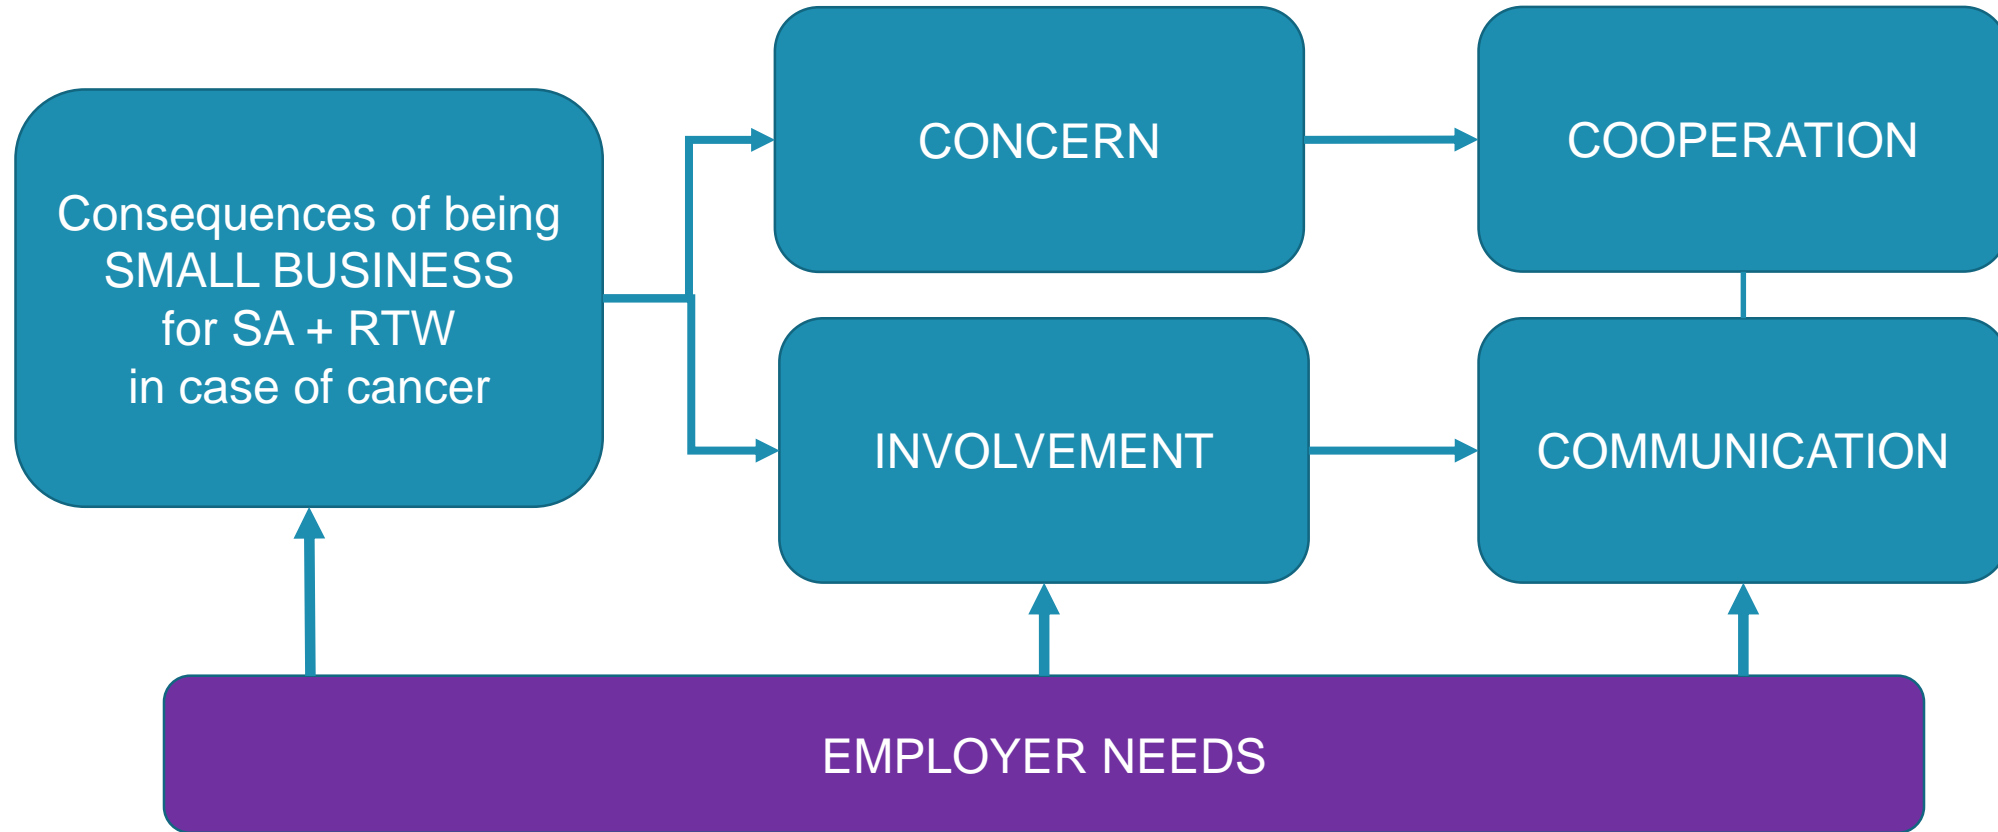 Consequences of being
SMALL BUSINESS
for SA + RTW
in case of cancer
CONCERN
COOPERATION
INVOLVEMENT
COMMUNICATION
EMPLOYER NEEDS